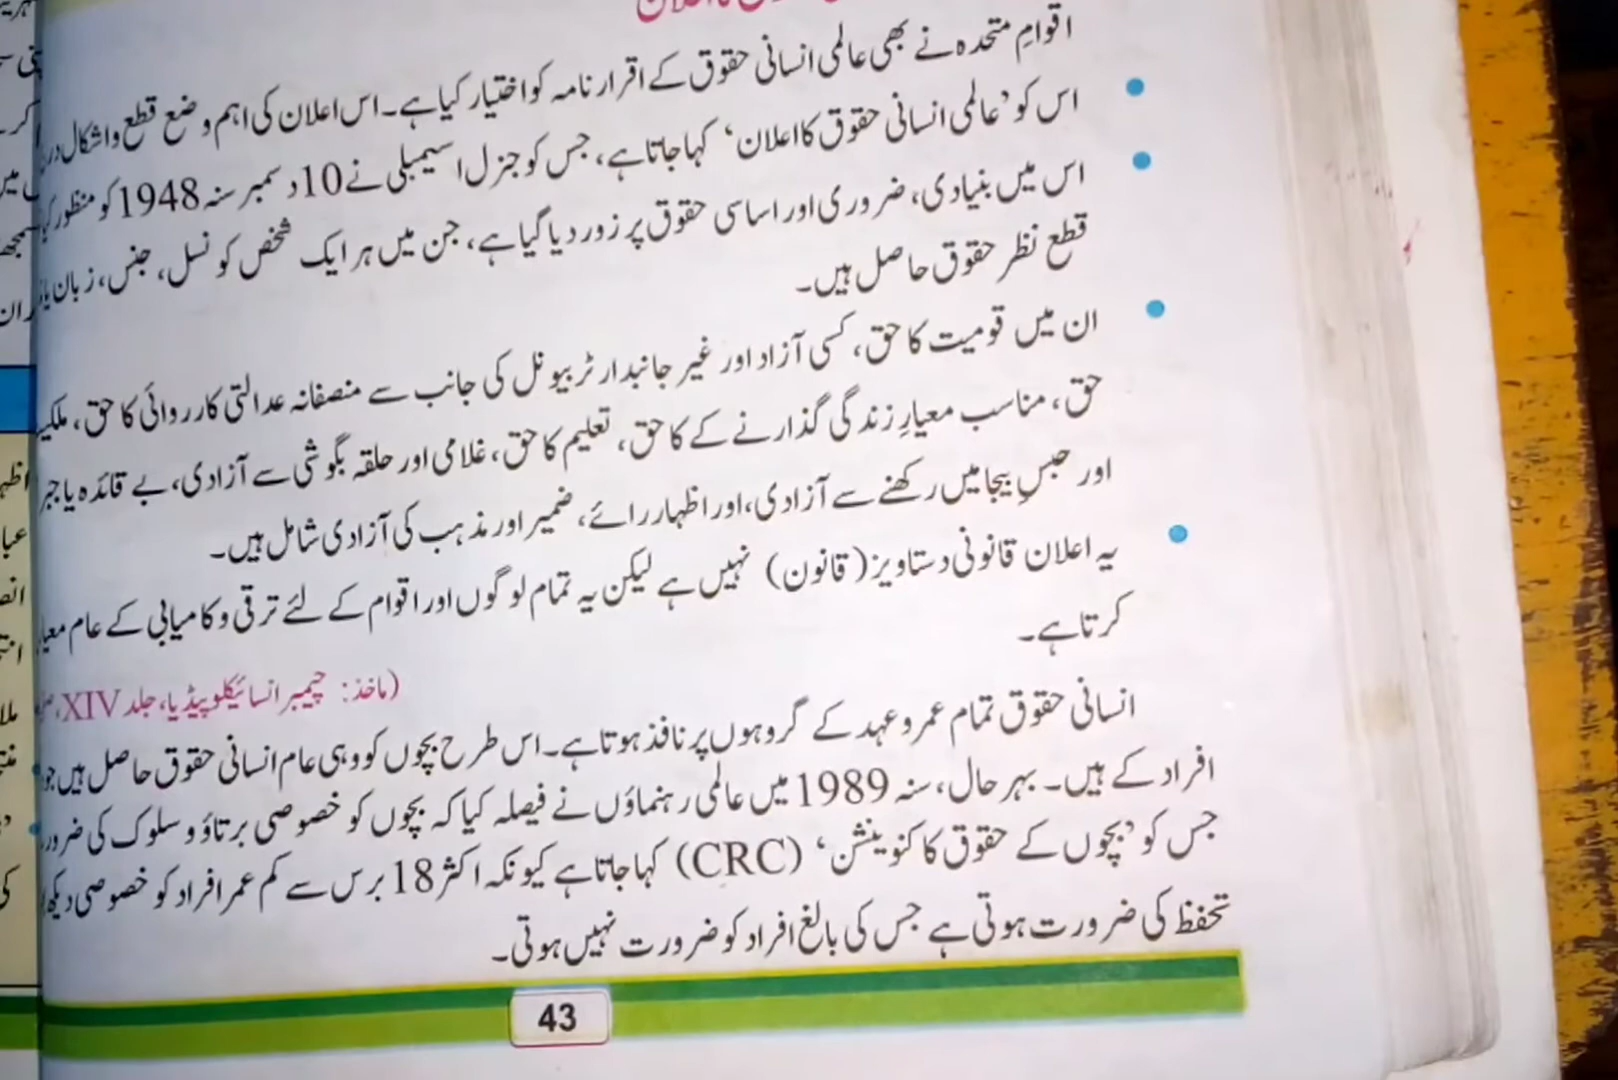 کا اعلان
اقوامِ متحدہ نے بھی عالمی انسانی حقوق کے اقرار نامہ کو اختیار کیا ہے۔ اس اعلان کی اہم وضع قطع و اشکال
اس کو 'عالمی انسانی حقوق کا اعلان' کہا جاتا ہے، جس کو جنزل اسیمبلی نے 10 دسمبر سنہ 1948 کو منظور
اس میں بنیادی، ضروری اور اساسی حقوق پر زور دیا گیا ہے، جن میں ہر ایک شخص کو نسل، جنس، زبان
قطع نظر حقوق حاصل ہیں۔
ان میں قومیت کا حق، کسی آزاد اور غیر جانبدار ٹربیونل کی جانب سے منصفانہ عدالتی کارروائی کا حق،
حق، مناسب معیارِ زندگی گذارنے کے کا حق، تعلیم کا حق، غلامی اور حلقہ بگوشی سے آزادی، بے قائدہ یا
اور حبسِ بیجا میں رکھنے سے آزادی، اور اظہار رائے، ضمیر اور مذہب کی آزادی شامل ہیں۔
یہ اعلان قانونی دستاویز (قانون) نہیں ہے لیکن یہ تمام لوگوں اور اقوام کے لئے ترقی و کامیابی کے عام
کرتا ہے۔
(ماخذ: چیمبر انسائیکلوپیڈیا، جلد XIV،
انسانی حقوق تمام عمر و عہد کے گروہوں پر نافذ ہوتا ہے۔ اس طرح بچوں کو وہی عام انسانی حقوق حاصل ہیں جو
افراد کے ہیں۔ بہر حال، سنہ 1989 میں عالمی رہنماؤں نے فیصلہ کیا کہ بچوں کو خصوصی برتاؤ و سلوک کی
جس کو 'بچوں کے حقوق کا کنوینشن' (CRC) کہا جاتا ہے کیونکہ اکثر 18 برس سے کم عمر افراد کو خصوصی
تحفظ کی ضرورت ہوتی ہے جس کی بالغ افراد کو ضرورت نہیں ہوتی۔
43